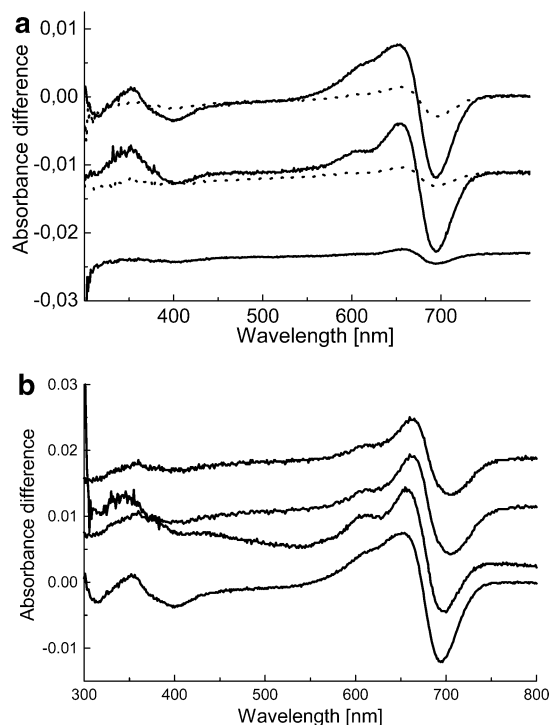 a
0,01
0,00
-0,01
-0,02
-0,03
Absorbance difference
400 500 600 700
Wavelength [nm]
b
0.03
0.02
0.01
0.00
-0.01
Absorbance difference
300 400 500 600 700 800
Wavelength [nm]